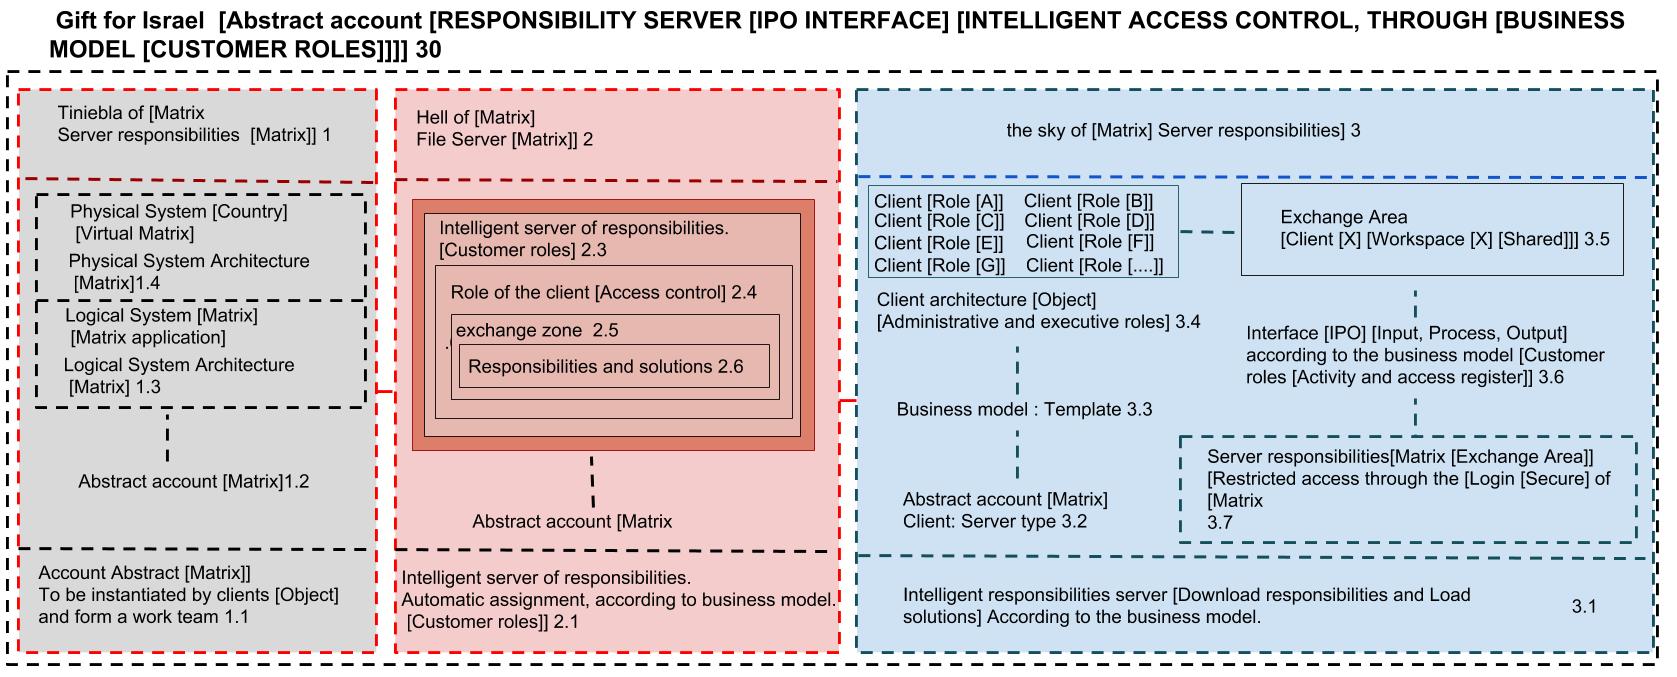 Gift for Israel  [Abstract account [RESPONSIBILITY SERVER [IPO INTERFACE] [INTELLIGENT ACCESS CONTROL, THROUGH [BUSINESS
MODEL [CUSTOMER ROLES]]]] 30
Tiniebla of [Matrix
Server responsibilities  [Matrix]] 1
Physical System [Country]
[Virtual Matrix]
Physical System Architecture
[Matrix]1.4
Logical System [Matrix]
[Matrix application]
Logical System Architecture
[Matrix] 1.3
Abstract account [Matrix]1.2
Account Abstract [Matrix]]
To be instantiated by clients [Object]
and form a work team 1.1
Hell of [Matrix]
File Server [Matrix]] 2
Intelligent server of responsibilities.
[Customer roles] 2.3
Role of the client [Access control] 2.4
exchange zone  2.5
Responsibilities and solutions 2.6
Abstract account [Matrix
Intelligent server of responsibilities.
Automatic assignment, according to business model.
[Customer roles]] 2.1
the sky of [Matrix] Server responsibilities] 3
Client [Role [A]]    Client [Role [B]]
Client [Role [C]]    Client [Role [D]]
Client [Role [E]]    Client [Role [F]]
Client [Role [G]]    Client [Role [....]]
Client architecture [Object]
[Administrative and executive roles] 3.4
Business model : Template 3.3
Abstract account [Matrix]
Client: Server type 3.2
Exchange Area
[Client [X] [Workspace [X] [Shared]]] 3.5
Interface [IPO] [Input, Process, Output]
according to the business model [Customer
roles [Activity and access register]] 3.6
Server responsibilities[Matrix [Exchange Area]]
[Restricted access through the [Login [Secure] of
[Matrix
3.7
Intelligent responsibilities server [Download responsibilities and Load
solutions] According to the business model.
3.1